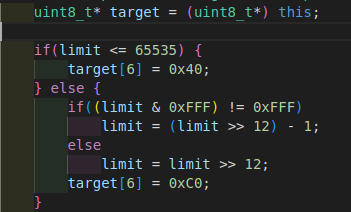 uint8_t* target = (uint8_t*) this;
if(limit <= 65535) {
target[6] = 0x40;
} else {
if((limit & 0xFFF) != 0xFFF)
limit = (limit >> 12) - 1;
else
limit = limit >> 12;
target[6] = 0xC0;
}